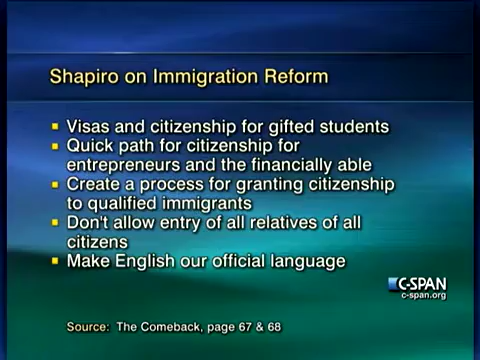 Shapiro on Immigration Reform
Visas and citizenship for gifted students
Quick path for citizenship for
entrepreneurs and the financially able
Create a process for granting citizenship
to qualified immigrants
Don't allow entry of all relatives of all
citizens
Make English our official language
C-SPAN
c-span.org
Source: The Comeback, page 67 & 68